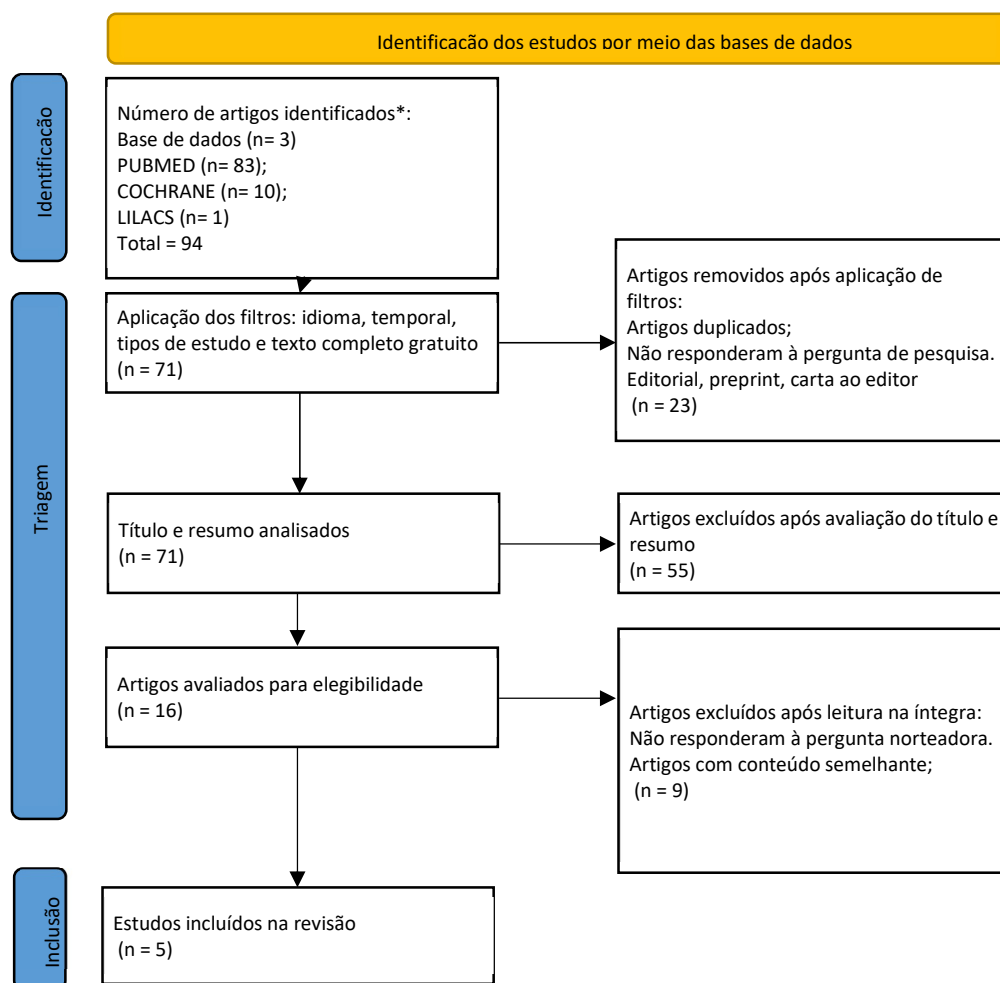 Identificação dos estudos por meio das bases de dados
Identificação
Número de artigos identificados*:
Base de dados (n= 3)
PUBMED (n= 83);
COCHRANE (n= 10);
LILACS (n= 1)
Total = 94
Artigos removidos após aplicação de
filtros:
Artigos duplicados;
Não responderam à pergunta de pesquisa.
Editorial, preprint, carta ao editor
(n = 23)
Triagem
Aplicação dos filtros: idioma, temporal,
tipos de estudo e texto completo gratuito
(n = 71)
Título e resumo analisados
(n = 71)
Artigos excluídos após avaliação do título e
resumo
(n = 55)
Artigos avaliados para elegibilidade
(n = 16)
Artigos excluídos após leitura na íntegra:
Não responderam à pergunta norteadora.
Artigos com conteúdo semelhante;
(n = 9)
Inclusão
Estudos incluídos na revisão
(n = 5)